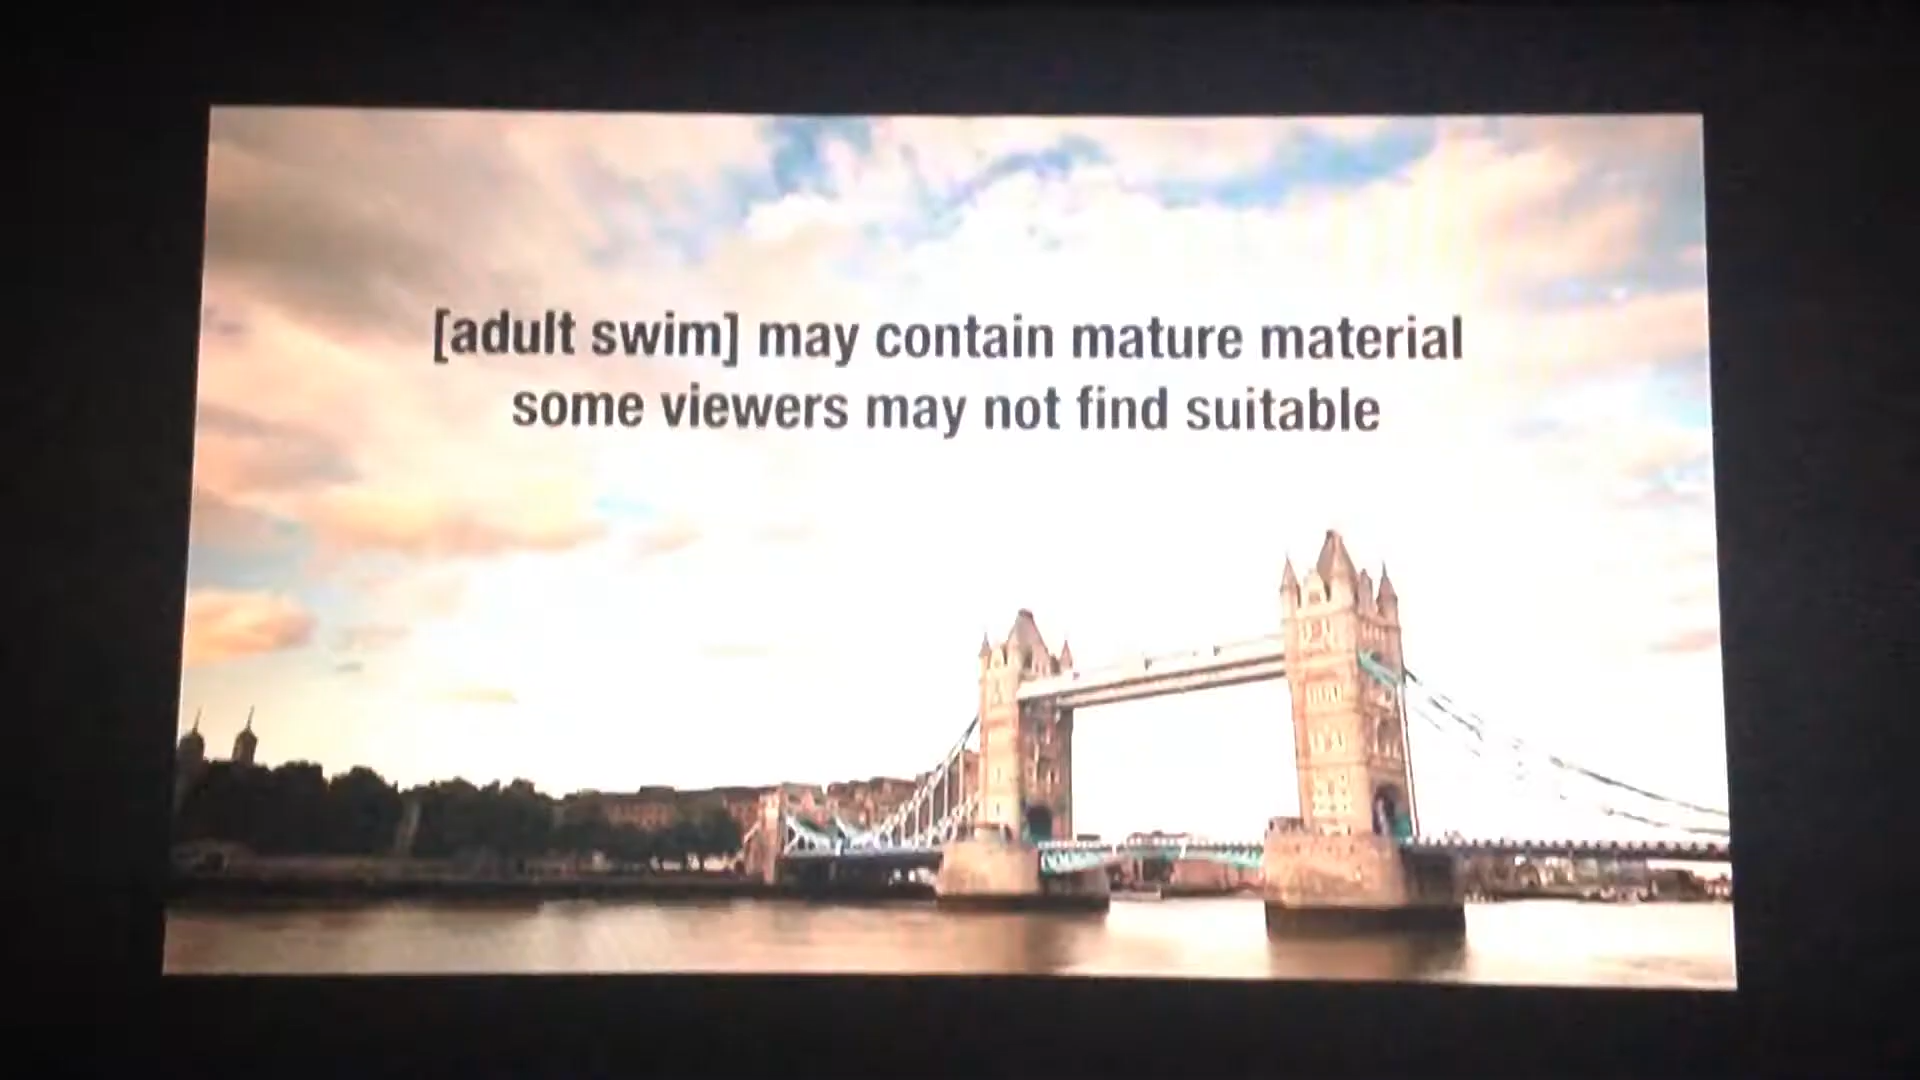 [adult swim] may contain mature material
some viewers may not find suitable